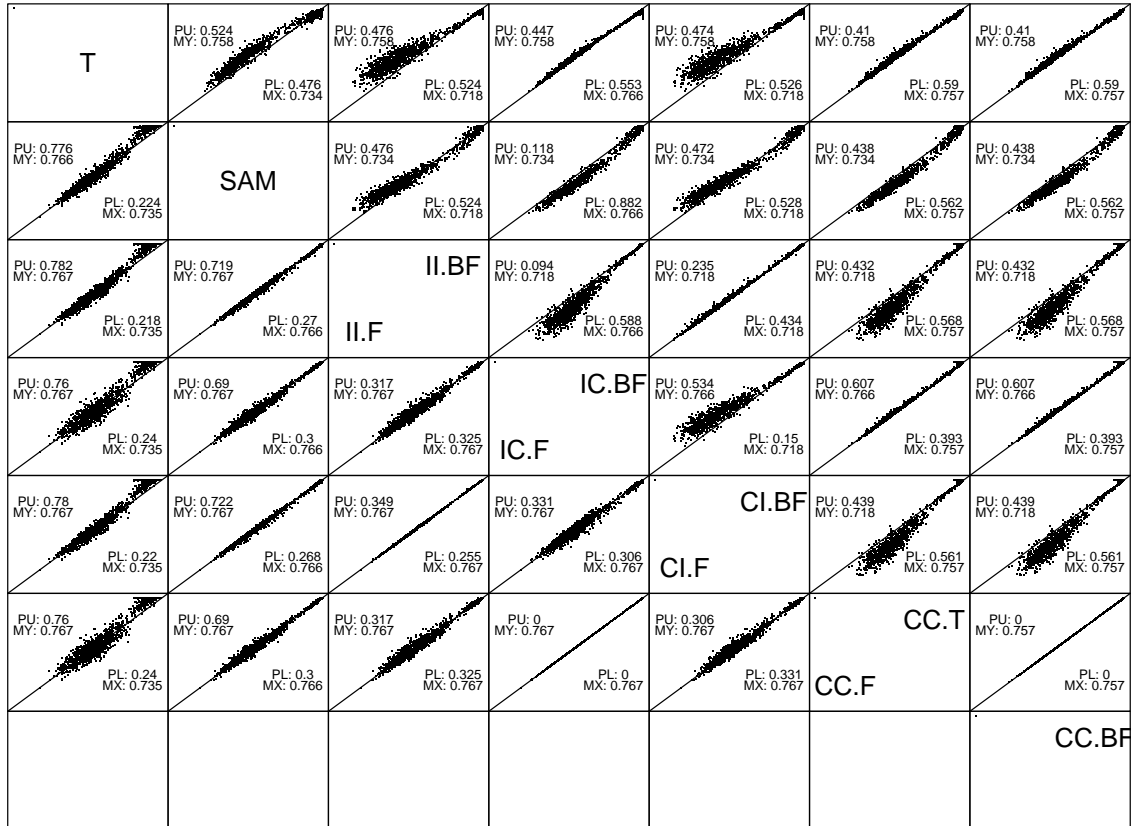 T
PU: 0.524
MY: 0.758
PL: 0.476
MX: 0.734
PU: 0.476
MY: 0.758
PL: 0.524
MX: 0.718
PU: 0.447
MY: 0.758
PL: 0.553
MX: 0.766
PU: 0.474
MY: 0.758
PL: 0.526
MX: 0.718
PU: 0.41
MY: 0.758
PL: 0.59
MX: 0.757
PU: 0.41
MY: 0.758
PL: 0.59
MX: 0.757
PU: 0.776
MY: 0.766
PL: 0.224
MX: 0.735
SAM
PU: 0.476
MY: 0.734
PL: 0.524
MX: 0.718
PU: 0.118
MY: 0.734
PL: 0.882
MX: 0.766
PU: 0.472
MY: 0.734
PL: 0.528
MX: 0.718
PU: 0.438
MY: 0.734
PL: 0.562
MX: 0.757
PU: 0.438
MY: 0.734
PL: 0.562
MX: 0.757
PU: 0.782
MY: 0.767
PL: 0.218
MX: 0.735
PU: 0.719
MY: 0.767
PL: 0.27
MX: 0.766
II.BF
II.F
PU: 0.094
MY: 0.718
PL: 0.588
MX: 0.766
PU: 0.235
MY: 0.718
PL: 0.434
MX: 0.718
PU: 0.432
MY: 0.718
PL: 0.568
MX: 0.757
PU: 0.432
MY: 0.718
PL: 0.568
MX: 0.757
PU: 0.76
MY: 0.767
PL: 0.24
MX: 0.735
PU: 0.69
MY: 0.767
PL: 0.3
MX: 0.766
PU: 0.317
MY: 0.767
PL: 0.325
MX: 0.767
IC.BF
IC.F
PU: 0.534
MY: 0.766
PL: 0.15
MX: 0.718
PU: 0.607
MY: 0.766
PL: 0.393
MX: 0.757
PU: 0.607
MY: 0.766
PL: 0.393
MX: 0.757
PU: 0.78
MY: 0.767
PL: 0.22
MX: 0.735
PU: 0.722
MY: 0.767
PL: 0.268
MX: 0.766
PU: 0.349
MY: 0.767
PL: 0.255
MX: 0.767
PU: 0.331
MY: 0.767
PL: 0.306
MX: 0.767
CI.BF
CI.F
PU: 0.439
MY: 0.718
PL: 0.561
MX: 0.757
PU: 0.439
MY: 0.718
PL: 0.561
MX: 0.757
PU: 0.76
MY: 0.767
PL: 0.24
MX: 0.735
PU: 0.69
MY: 0.767
PL: 0.3
MX: 0.766
PU: 0.317
MY: 0.767
PL: 0.325
MX: 0.767
PU: 0
MY: 0.767
PL: 0
MX: 0.767
PU: 0.306
MY: 0.767
PL: 0.331
MX: 0.767
CC.T
CC.F
PU: 0
MY: 0.757
PL: 0
MX: 0.757
CC.BF